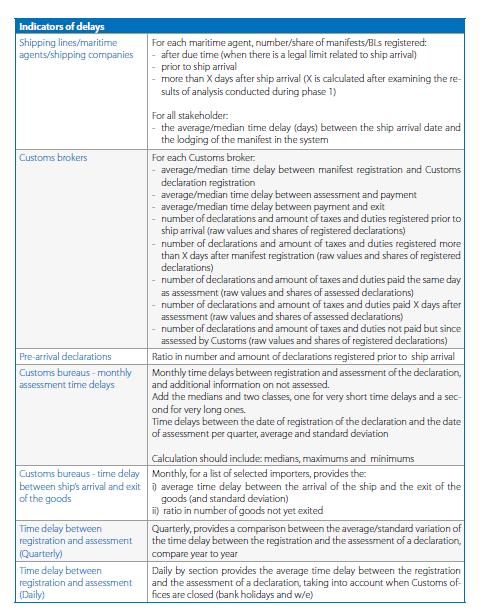 Indicators of delays
Shipping lines/maritime
agents/shipping companies
For each maritime agent, number/share of manifests/BLs registered:
- after due time (when there is a legal limit related to ship arrival)
- prior to ship arrival
- more than X days after ship arrival (X is calculated after examining the re-
sults of analysis conducted during phase 1)
For all stakeholder:
- the average/median time delay (days) between the ship arrival date and
the lodging of the manifest in the system
Customs brokers
For each Customs broker:
- average/median time delay between manifest registration and Customs
declaration registration
- average/median time delay between assessment and payment
- average/median time delay between payment and exit
- number of declarations and amount of taxes and duties registered prior to
ship arrival (raw values and shares of registered declarations)
- number of declarations and amount of taxes and duties registered more
than X days after manifest registration (raw values and shares of registered
declarations)
- number of declarations and amount of taxes and duties paid the same day
as assessment (raw values and shares of assessed declarations)
- number of declarations and amount of taxes and duties paid X days after
assessment (raw values and shares of assessed declarations)
- number of declarations and amount of taxes and duties not paid but since
assessed by Customs (raw values and shares of registered declarations)
Pre-arrival declarations
Ratio in number and amount of declarations registered prior to ship arrival
Customs bureaus - monthly
assessment time delays
Monthly time delays between registration and assessment of the declaration,
and additional information on not assessed.
Add the medians and two classes, one for very short time delays and a sec-
ond for very long ones.
Time delays between the date of registration of the declaration and the date
of assessment per quarter, average and standard deviation
Calculation should include: medians, maximums and minimums
Customs bureaus - time delay
between ship's arrival and exit
of the goods
Monthly, for a list of selected importers, provides the:
i) average time delay between the arrival of the ship and the exit of the
goods (and standard deviation)
ii) ratio in number of goods not yet exited
Time delay between
registration and assessment
(Quarterly)
Quarterly, provides a comparison between the average/standard variation of
the time delay between the registration and the assessment of a declaration,
compare year to year
Time delay between
registration and assessment
(Daily)
Daily by section provides the average time delay between the registration
and the assessment of a declaration, taking into account when Customs of-
fices are closed (bank holidays and w/e)